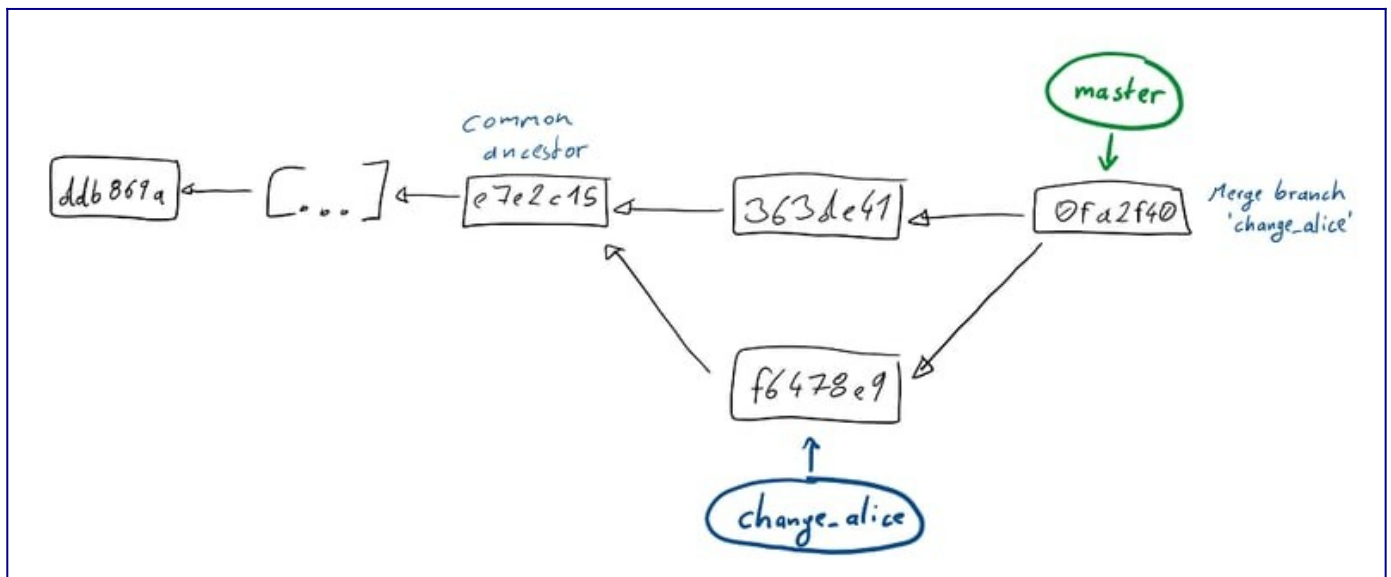 master
common
ancestor
ddb869a
[...]
e7e2c15
363de41
0fa2f40
Merge branch
'change_alice'
f6478e9
change_alice